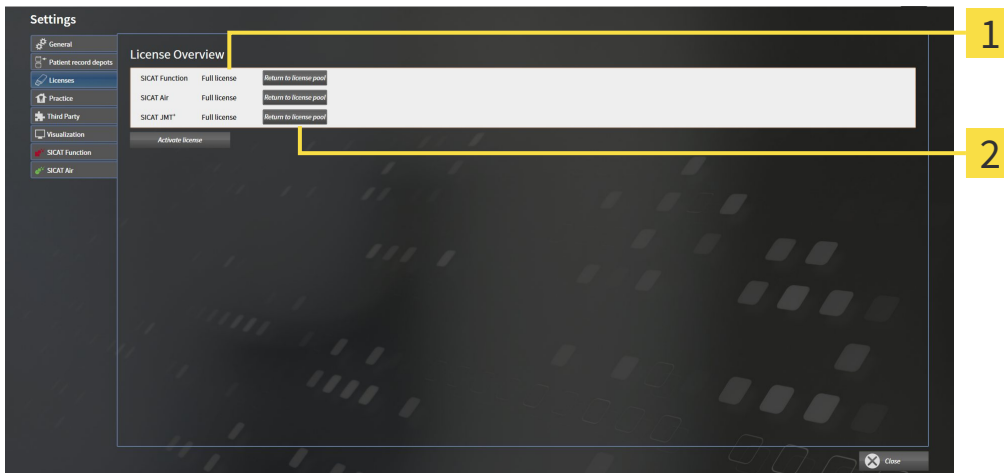 Settings
General
Patient record depots
Licenses
Practice
Third Party
Visualization
SICAT Function
SICAT Air
License Overview
SICAT Function Full license Return to license pool
SICAT Air Full license Return to license pool
SICAT JMT⁺ Full license Return to license pool
Activate license
Close
1
2